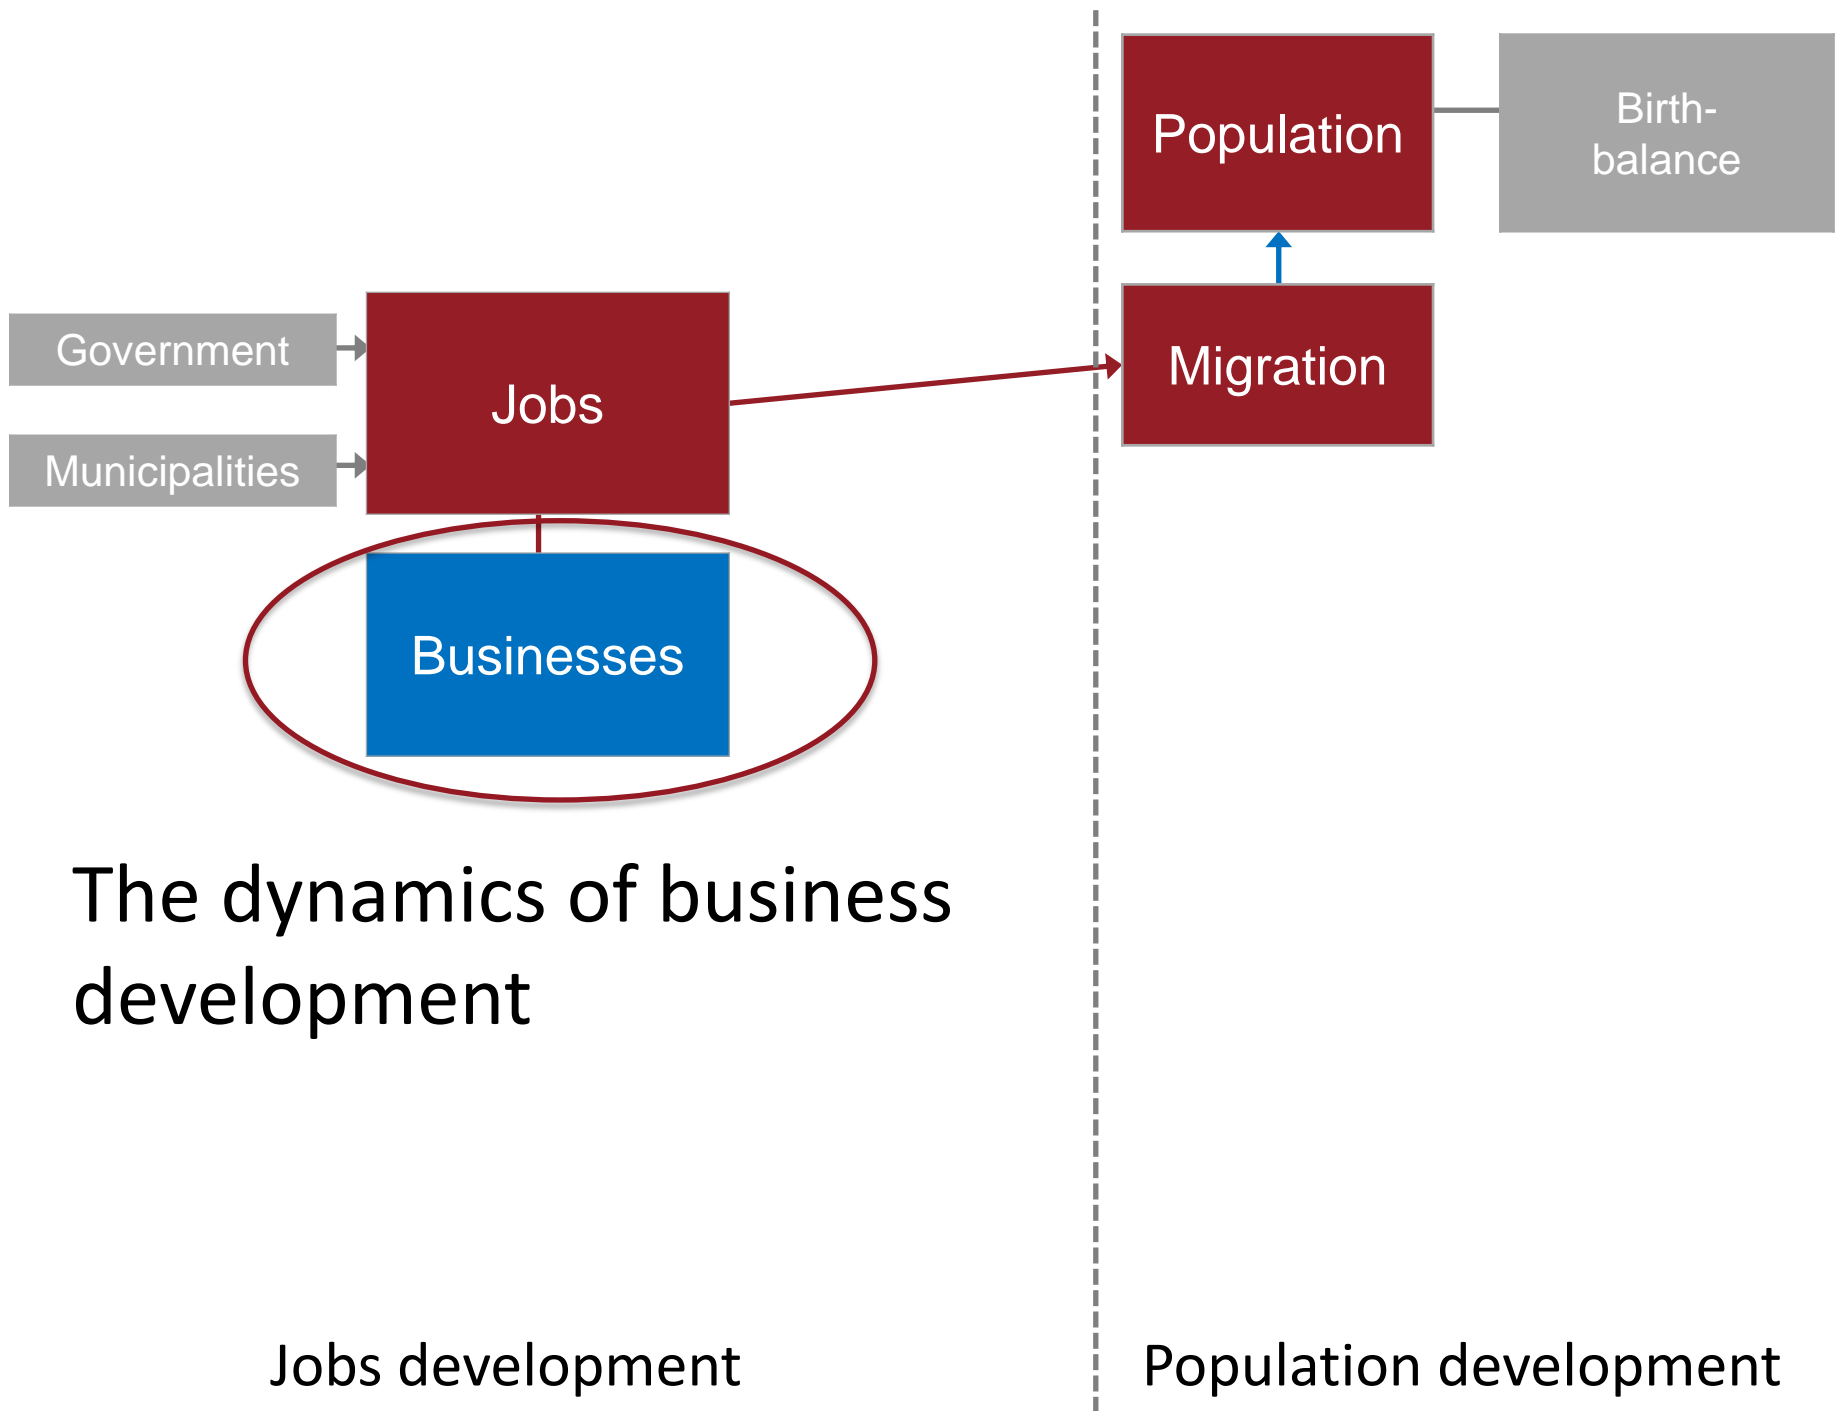 Population
Birth-
balance
Government
Jobs
Migration
Municipalities
Businesses
The dynamics of business
development
Jobs development
Population development